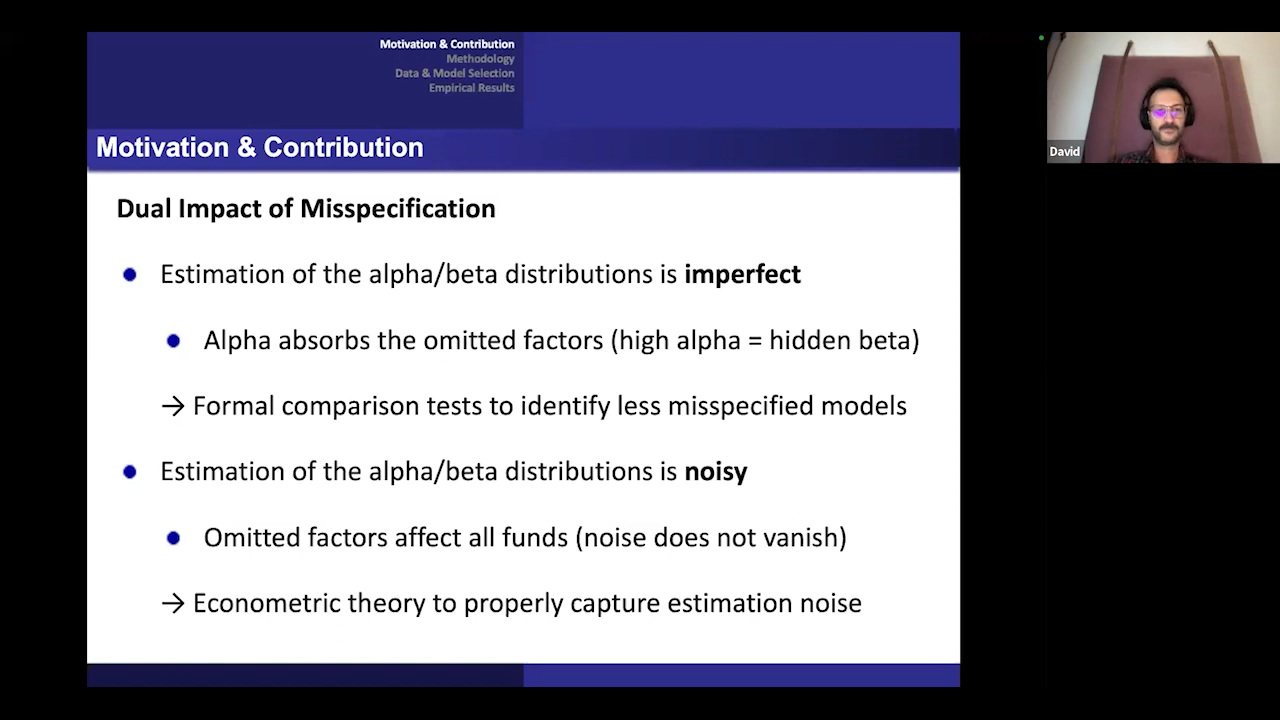 Motivation & Contribution
Methodology
Data & Model Selection
Empirical Results
Motivation & Contribution
Dual Impact of Misspecification
Estimation of the alpha/beta distributions is imperfect
Alpha absorbs the omitted factors (high alpha = hidden beta)
→ Formal comparison tests to identify less misspecified models
Estimation of the alpha/beta distributions is noisy
Omitted factors affect all funds (noise does not vanish)
→ Econometric theory to properly capture estimation noise
David